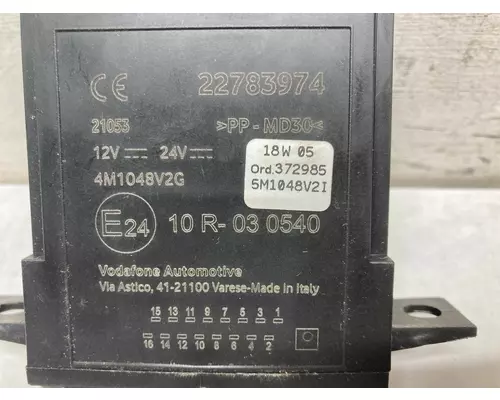 CE 22783974
21053 >PP-MD30<
12V 24V
4M1048V2G
18W 05
Ord.372985
5M1048V2I
E24 10 R- 03 0540
Vodafone Automotive
Via Astico, 41-21100 Varese-Made in Italy
15 13 11 9 7 5 3 1
16 14 12 10 8 6 4 2